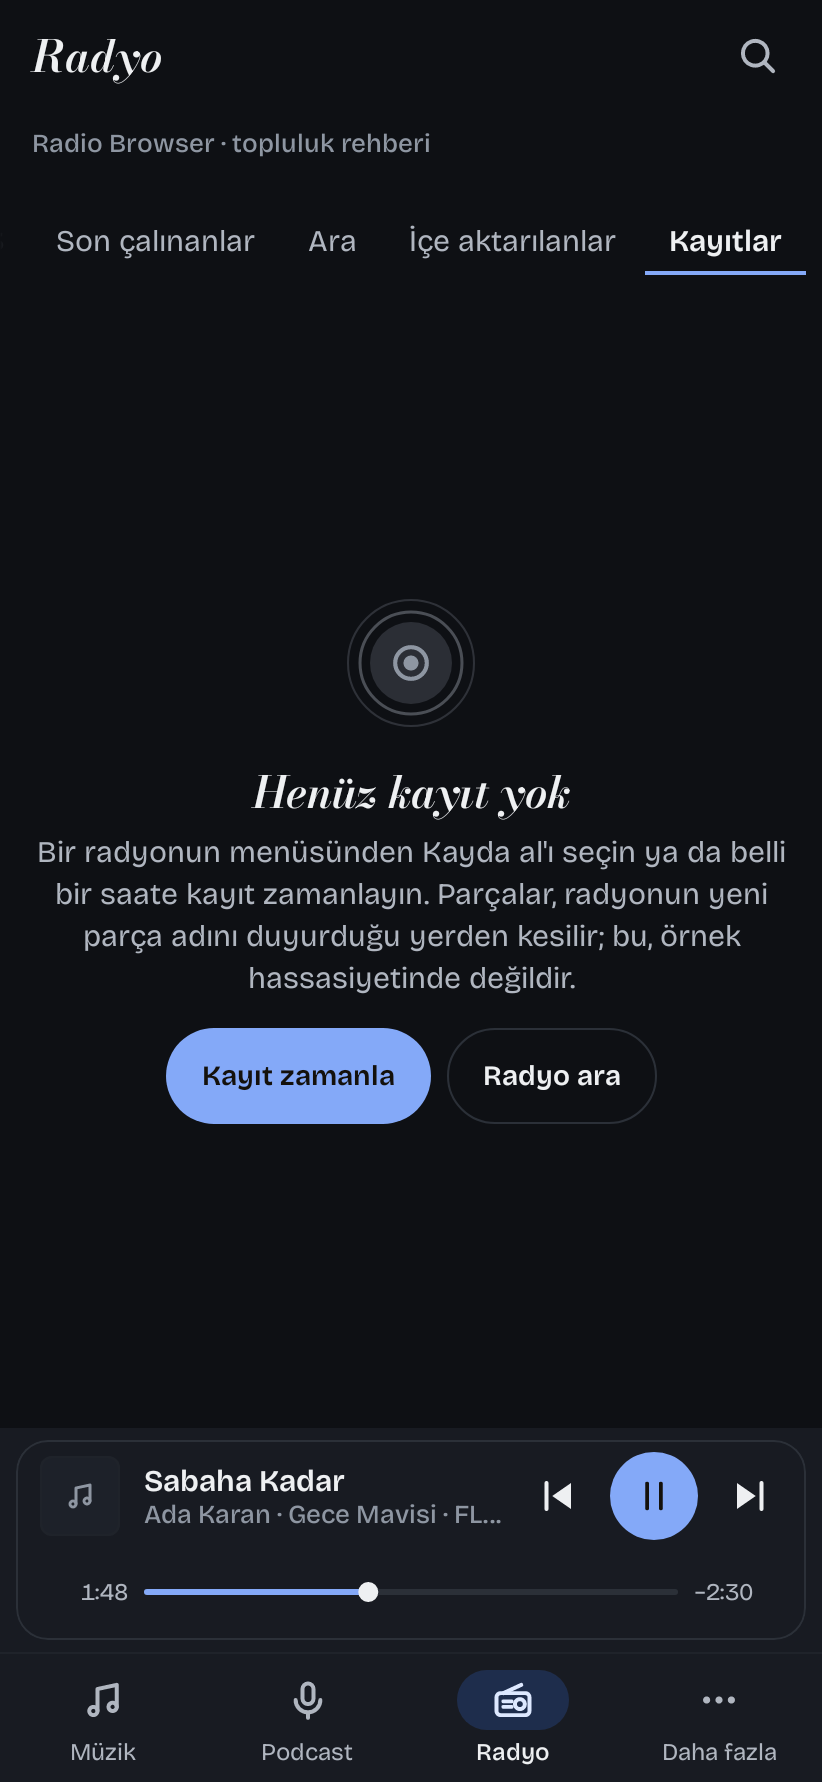 Radyo
Radio Browser · topluluk rehberi
Son çalınanlar
Ara
İçe aktarılanlar
Kayıtlar
Henüz kayıt yok
Bir radyonun menüsünden Kayda al'ı seçin ya da belli
bir saate kayıt zamanlayın. Parçalar, radyonun yeni
parça adını duyurduğu yerden kesilir; bu, örnek
hassasiyetinde değildir.
Kayıt zamanla
Radyo ara
Sabaha Kadar
Ada Karan · Gece Mavisi · FL...
1:48
−2:30
Müzik
Podcast
Radyo
Daha fazla